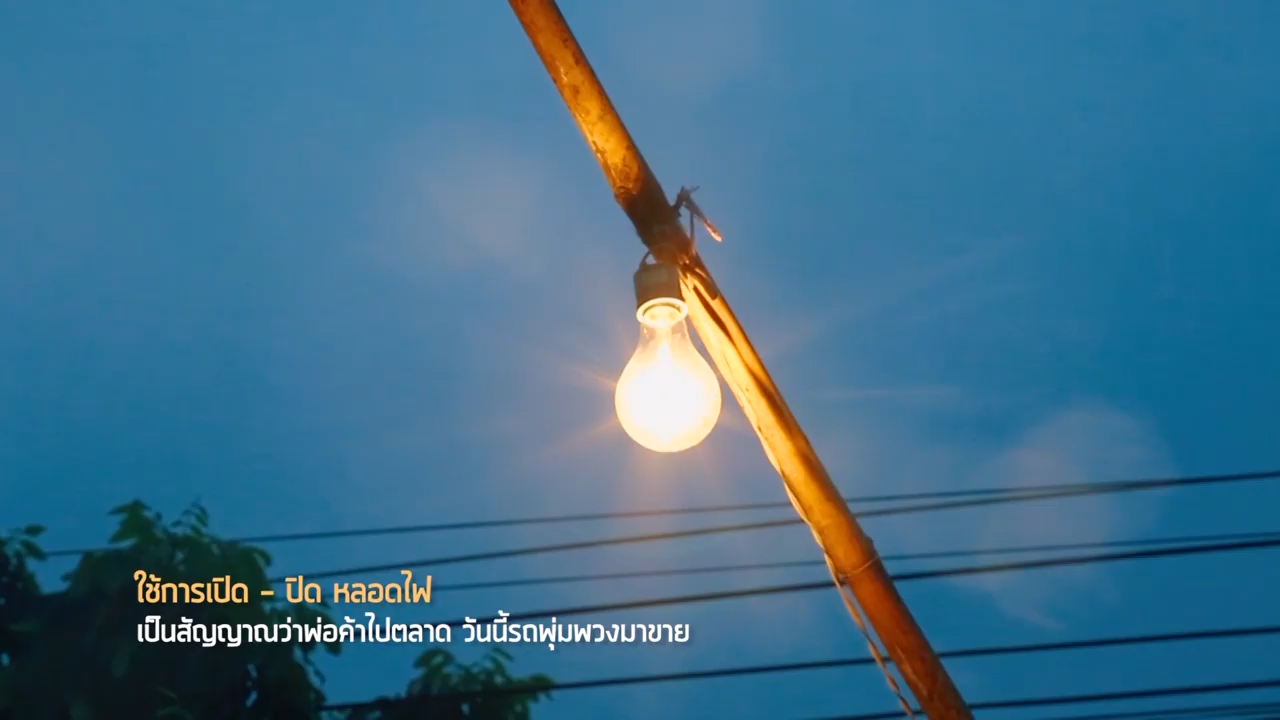 ใช้การเปิด - ปิด หลอดไฟ
เป็นสัญญาณว่าพ่อค้าไปตลาด วันนี้รถพุ่มพวงมาขาย